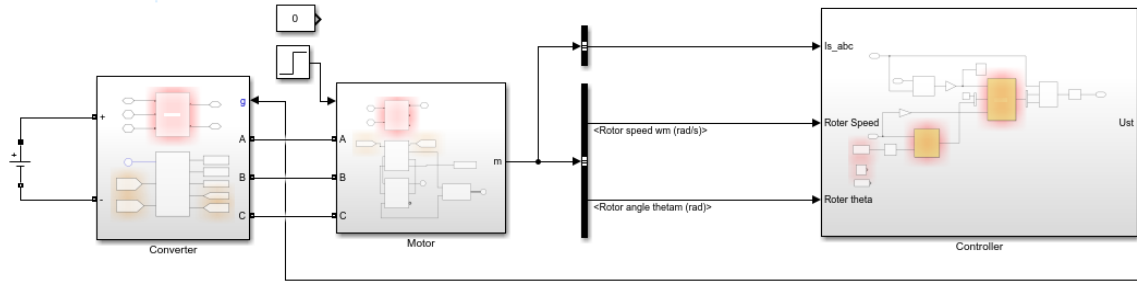 0
Is_abc
g
+
+
A
A
Roter Speed
Ust
<Rotor speed wm (rad/s)>
m
B
B
-
<Rotor angle thetam (rad)>
Roter theta
C
C
Converter
Motor
Controller